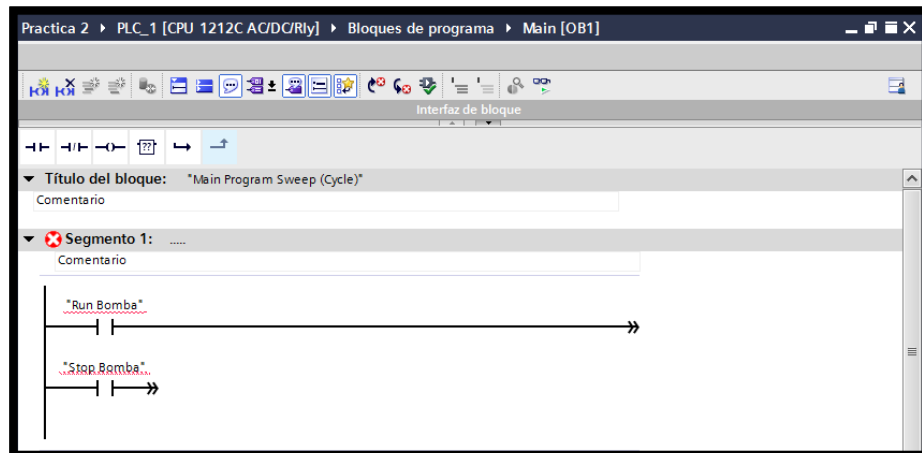 Practica 2 ▸ PLC_1 [CPU 1212C AC/DC/Rly] ▸ Bloques de programa ▸ Main [OB1]
Interfaz de bloque
??
Título del bloque: "Main Program Sweep (Cycle)"
Comentario
Segmento 1: .....
Comentario
"Run Bomba"
"Stop Bomba"